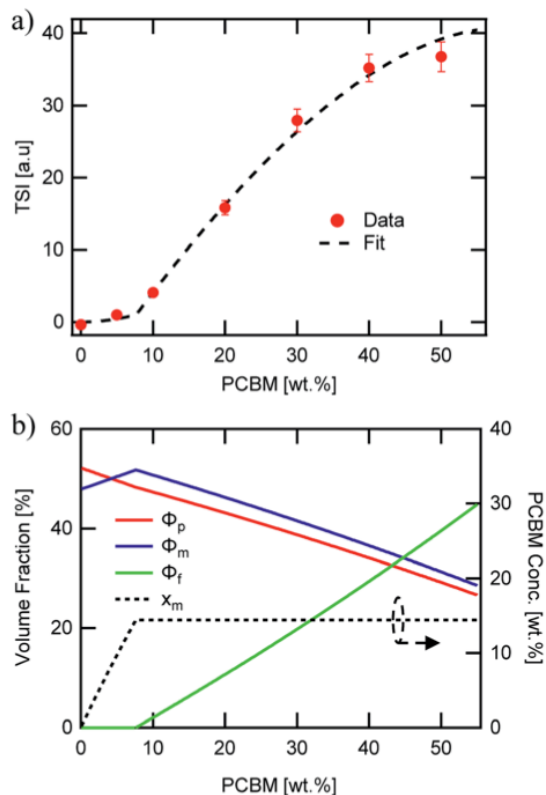 a)
40
30
20
10
0
TSI [a.u]
Data
Fit
0 10 20 30 40 50
PCBM [wt.%]
b)
60
40
20
0
Volume Fraction [%]
Φp
Φm
Φf
xm
40
30
20
10
0
PCBM Conc. [wt.%]
0 10 20 30 40 50
PCBM [wt.%]